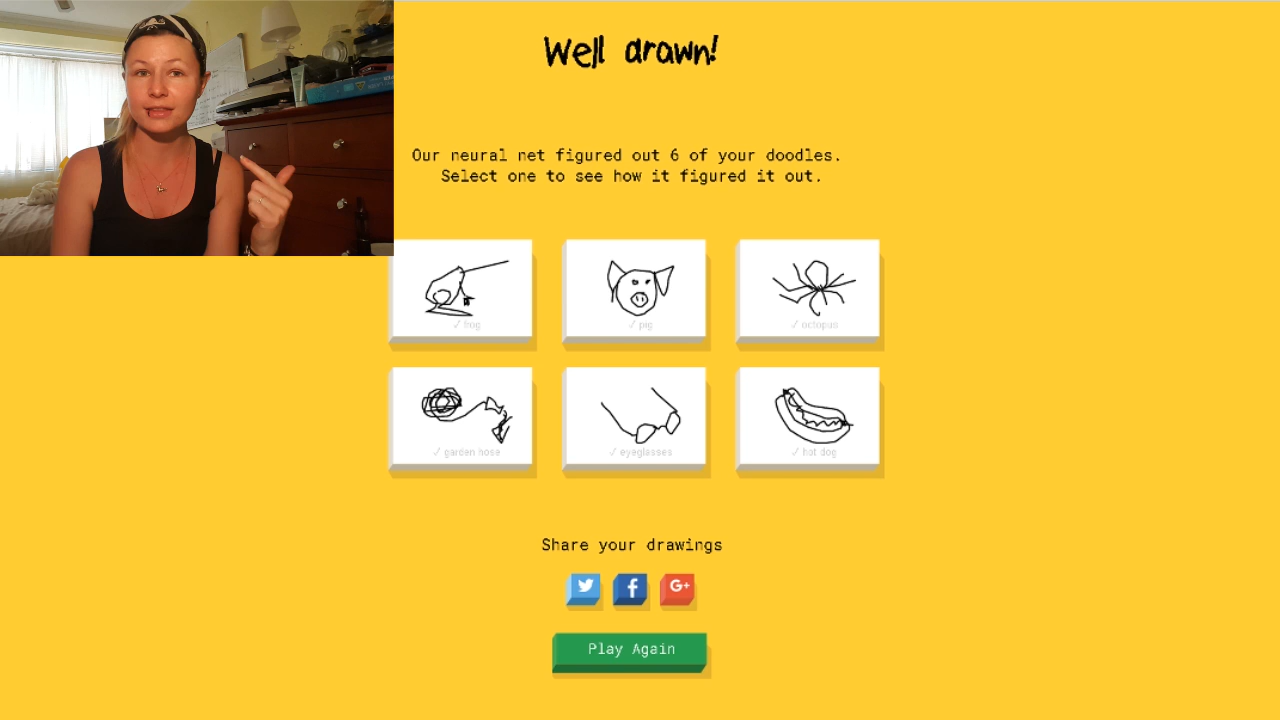 Well drawn!
Our neural net figured out 6 of your doodles.
Select one to see how it figured it out.
✓ frog
✓ pig
✓ octopus
✓ garden hose
✓ eyeglasses
✓ hot dog
Share your drawings
G+
Play Again